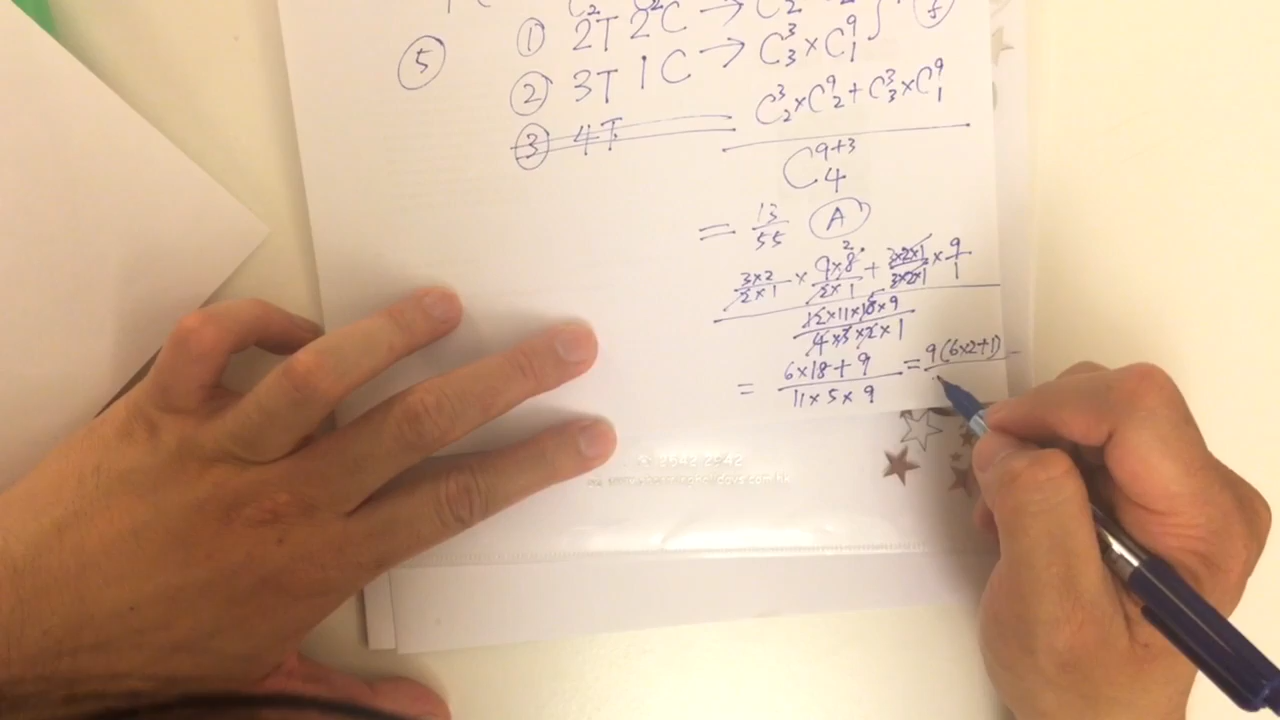 ① 2T 2C → C²₃
⑤
② 3T 1C → C³₃ × C⁹₁
③ 4T
C³₂ × C⁹₂ + C³₃ × C⁹₁
C⁹⁺³₄
= 13/55 Ⓐ
3×2/2×1 × 9×8/2×1 + 3×2×1/3×2×1 × 9/1
12×11×10×9
4×3×2×1
= 6×18+9 / 11×5×9 = 9(6×2+1)